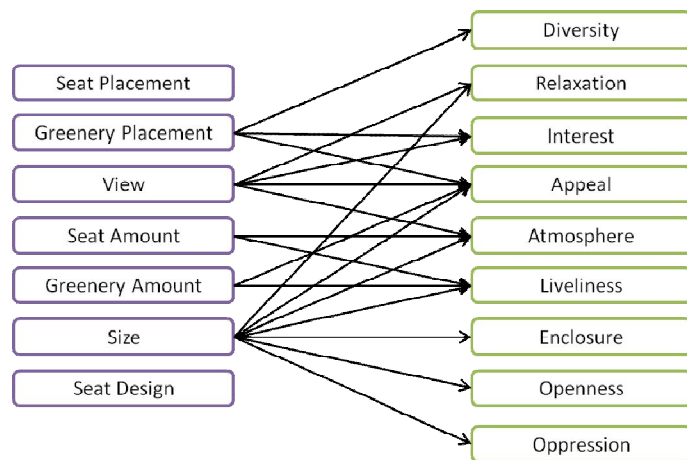 Seat Placement
Greenery Placement
View
Seat Amount
Greenery Amount
Size
Seat Design
Diversity
Relaxation
Interest
Appeal
Atmosphere
Liveliness
Enclosure
Openness
Oppression